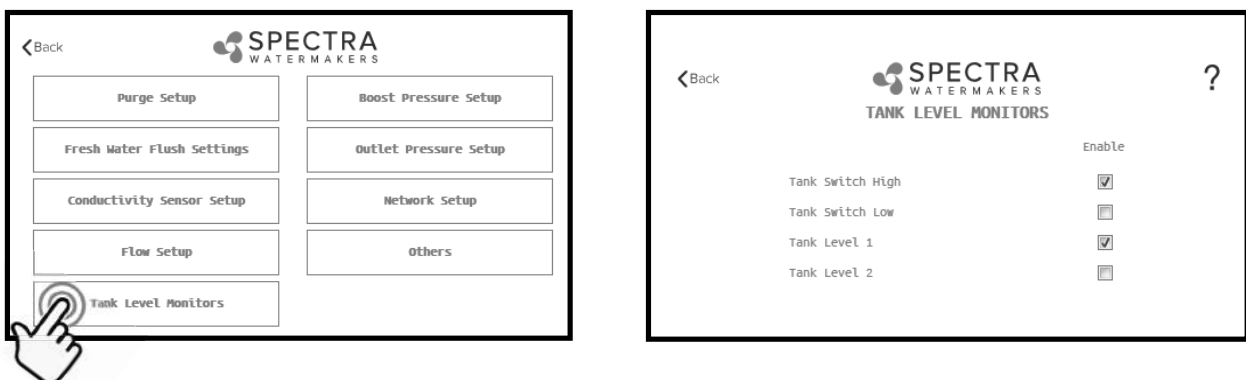 Back
SPECTRA
WATERMAKERS
Purge Setup
Boost Pressure Setup
Fresh Water Flush Settings
Outlet Pressure Setup
Conductivity Sensor Setup
Network Setup
Flow Setup
Others
Tank Level Monitors
Back
SPECTRA
WATERMAKERS
?
TANK LEVEL MONITORS
Enable
Tank Switch High
Tank Switch Low
Tank Level 1
Tank Level 2